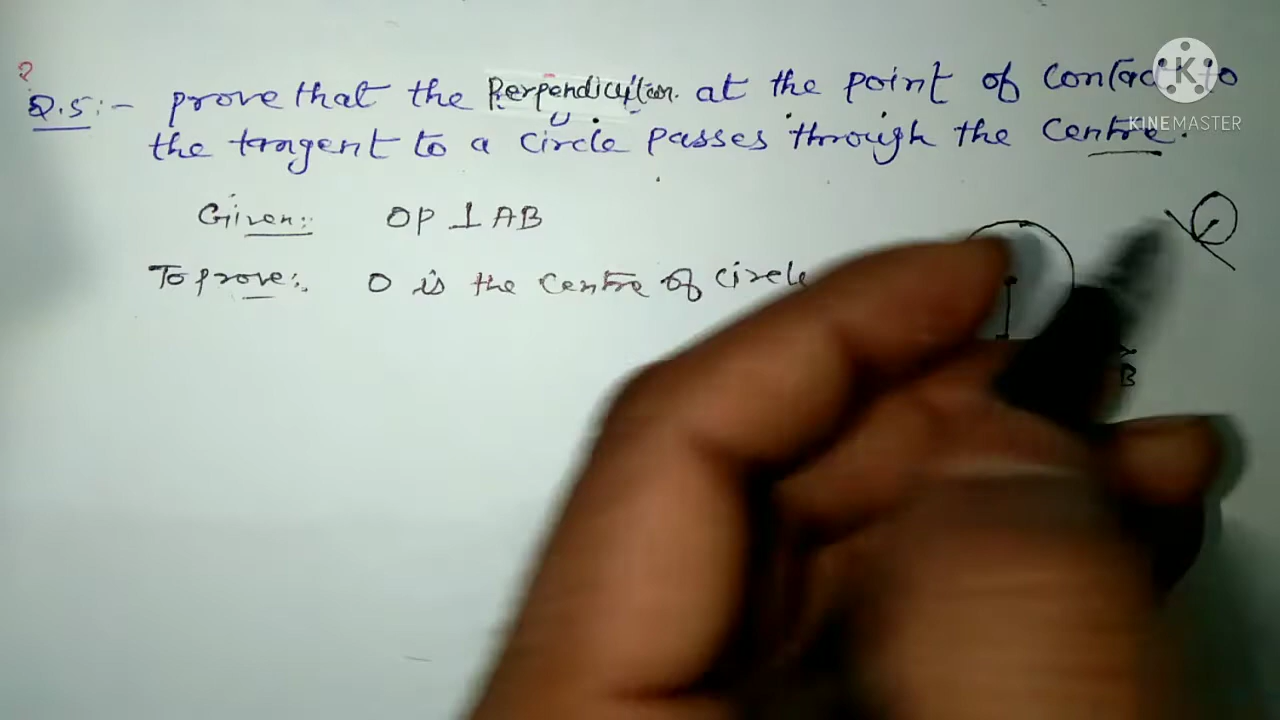 ?
Q.5:- prove that the Perpendicular at the point of Contact to
the tangent to a circle passes through the Centre.
Given:: OP ⊥ AB
To prove:. O is the Centre of circle
B
K
KINEMASTER